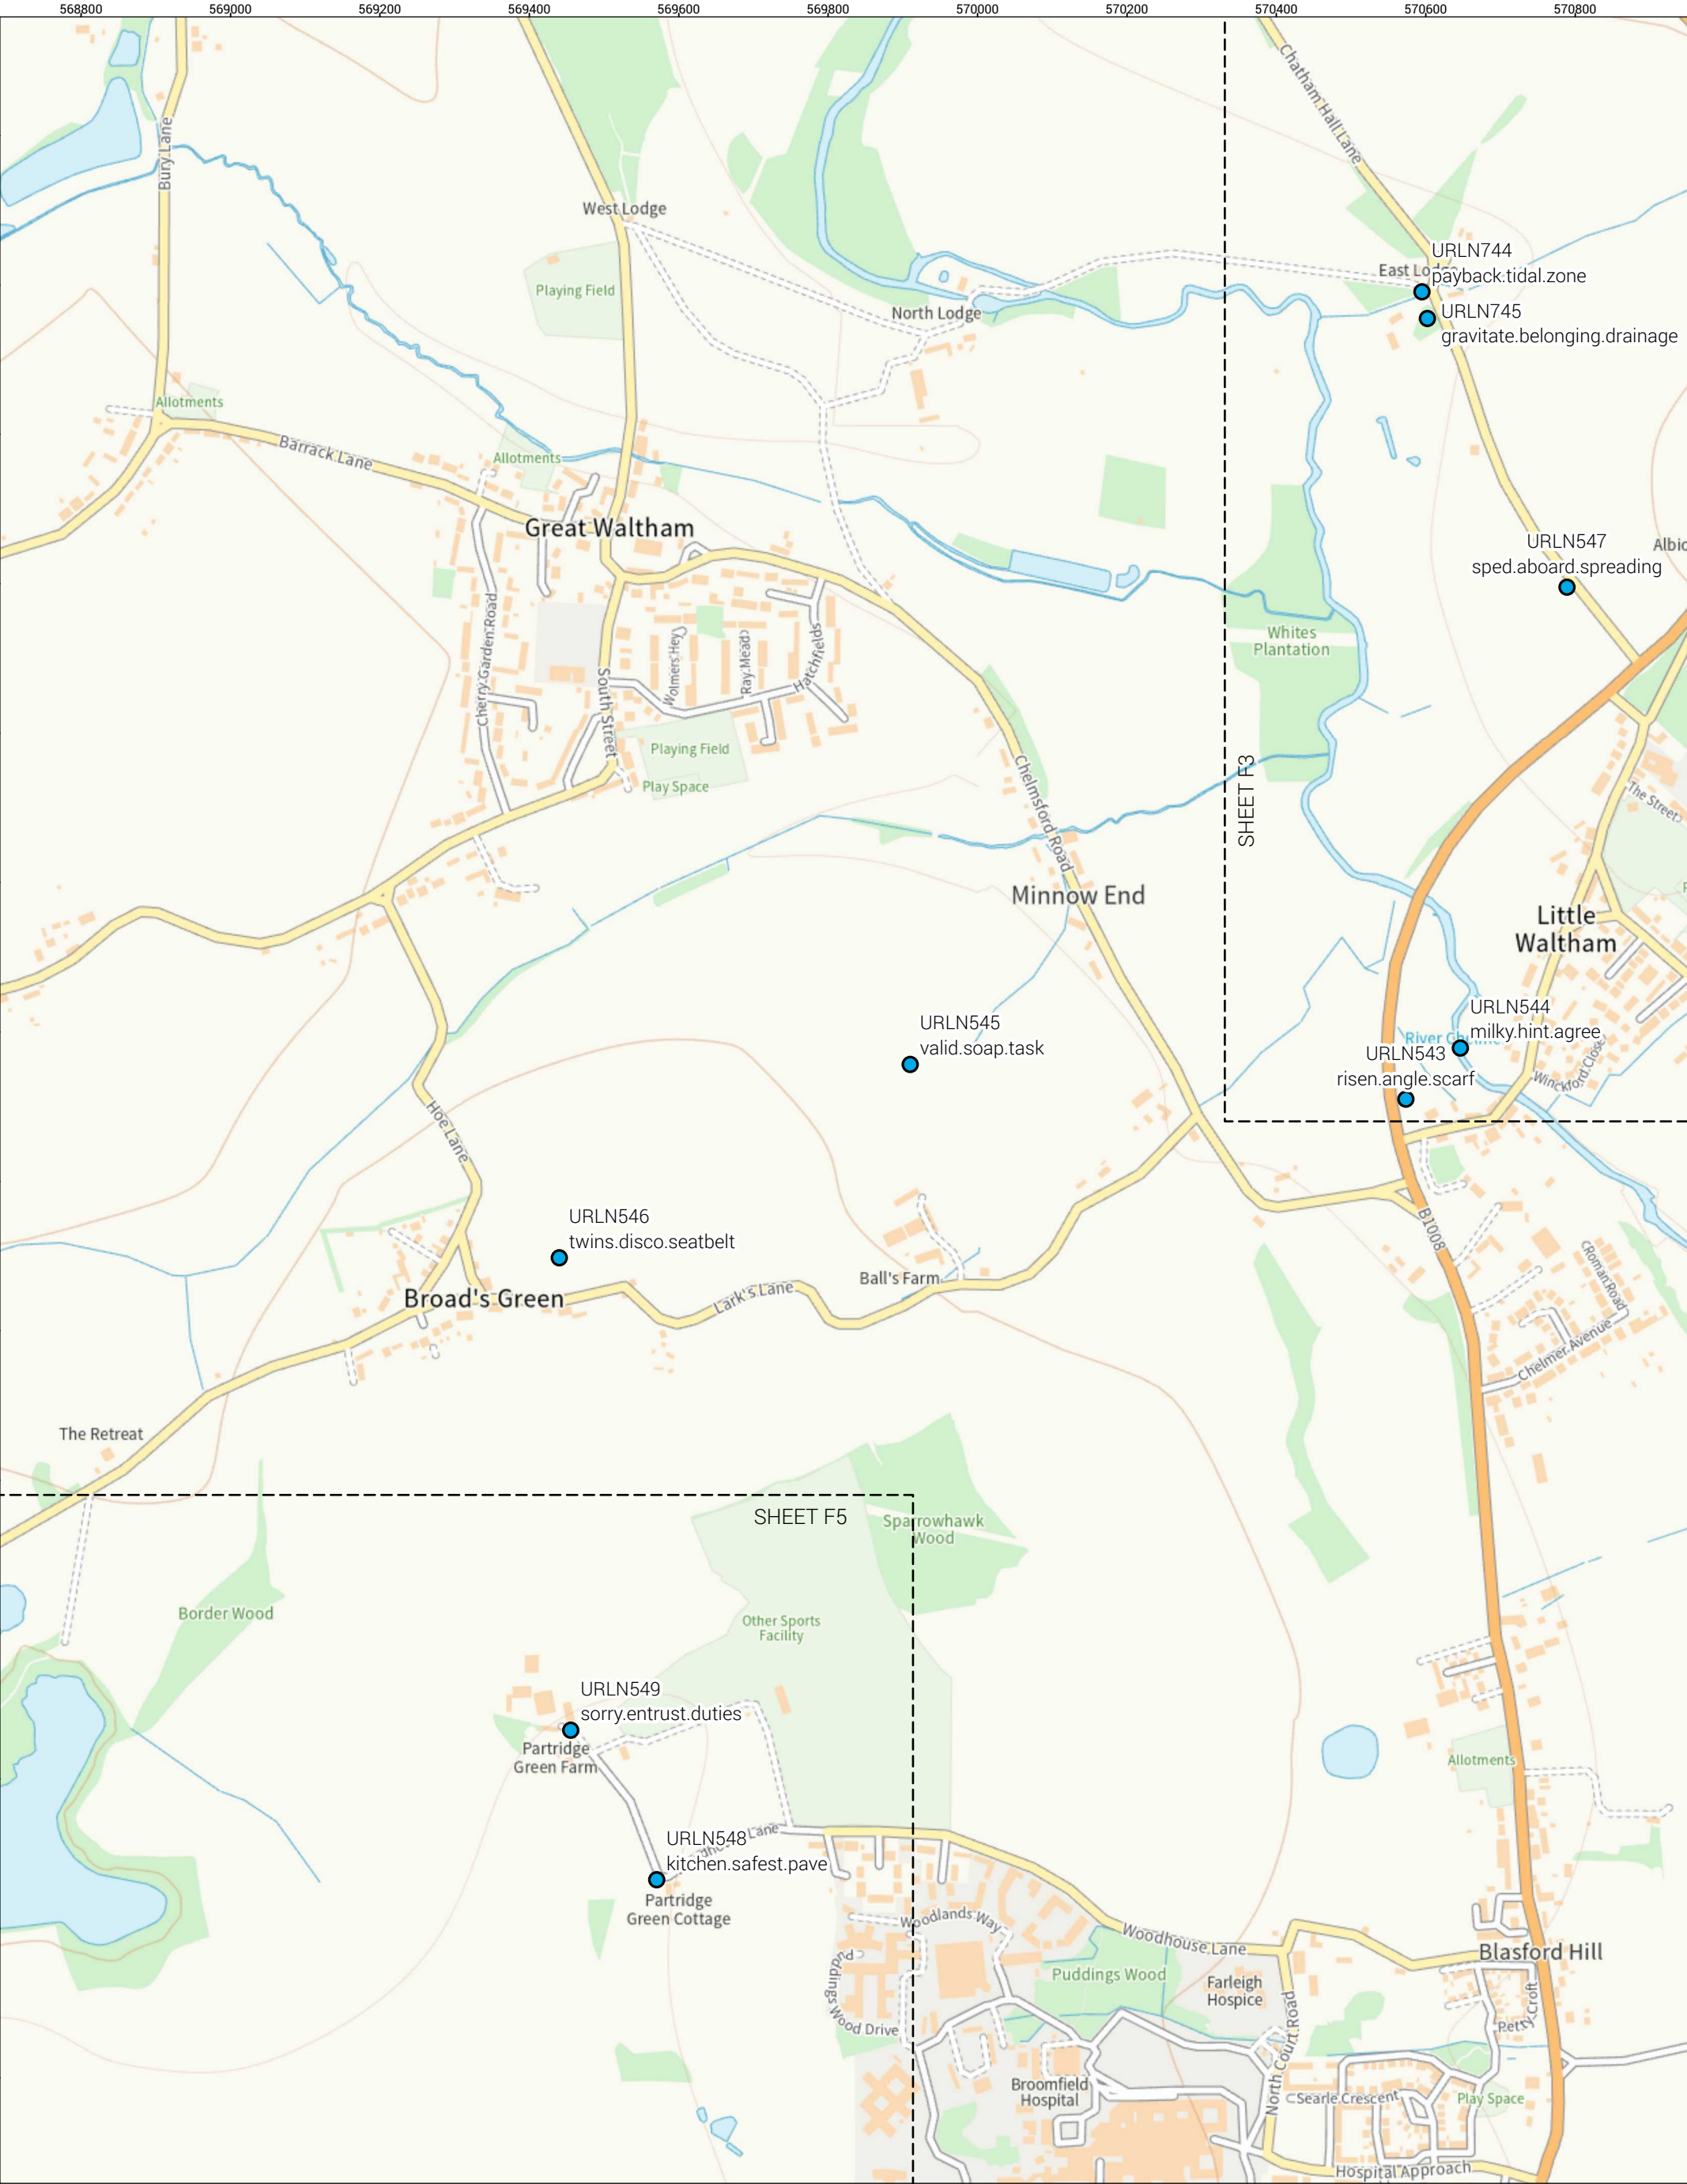 568800 569000 569200 569400 569600 569800 570000 570200 570400 570600 570800
Chatham Hall Lane
Bury Lane
West Lodge
URLN744
payback.tidal.zone
Playing Field
North Lodge
URLN745
gravitate.belonging.drainage
Allotments
Barrack Lane
Allotments
Great Waltham
URLN547
sped.aboard.spreading
Cherry Garden Road
South Street
Wolmers Hey
Ray Mead
Hatchfields
Whites
Plantation
Playing Field
Play Space
Chelmsford Road
SHEET F3
The Street
Minnow End
Little
Waltham
URLN545
valid.soap.task
URLN544
milky.hint.agree
River
URLN543
risen.angle.scarf
Winckford Close
Hoe Lane
URLN546
twins.disco.seatbelt
B1008
Roman Road
Ball's Farm
Lark's Lane
Broad's Green
Chelmer Avenue
The Retreat
SHEET F5
Sparrowhawk
Wood
Border Wood
Other Sports
Facility
URLN549
sorry.entrust.duties
Partridge
Green Farm
Allotments
URLN548
kitchen.safest.pave
Lane
Partridge
Green Cottage
Woodlands Way
Woodhouse Lane
Blasford Hill
Puddings Wood Drive
Puddings Wood
Farleigh
Hospice
Petty Croft
North Court Road
Broomfield
Hospital
Searle Crescent
Play Space
Hospital Approach